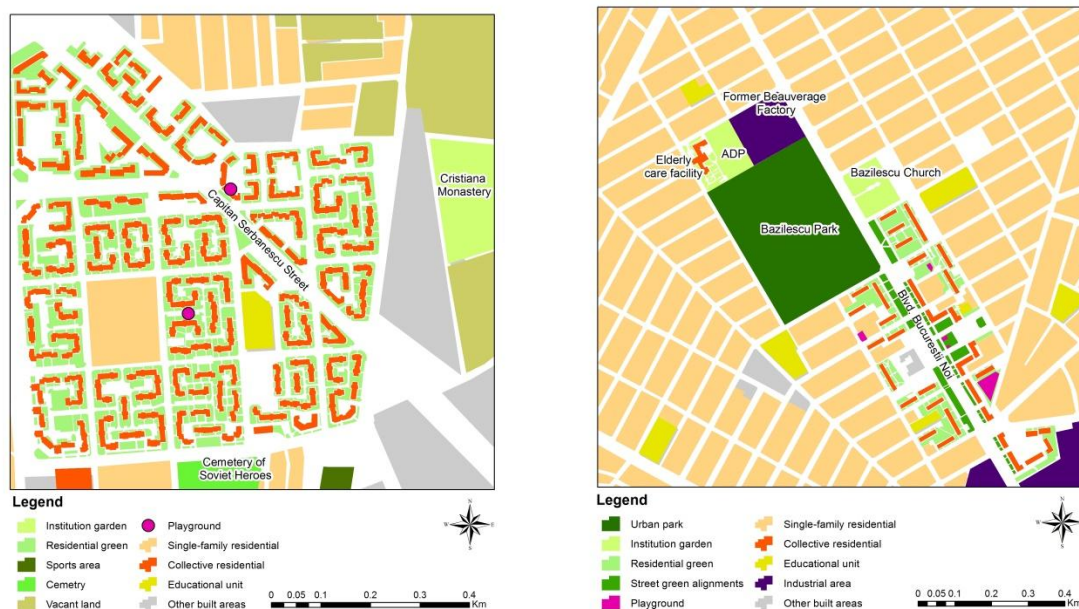 Cristiana
Monastery
Capitan Serbanescu Street
Cemetery of
Soviet Heroes
Legend
Institution garden
Residential green
Sports area
Cemetry
Vacant land
Playground
Single-family residential
Collective residential
Educational unit
Other built areas
N
W
E
S
0 0.05 0.1 0.2 0.3 0.4
Km
Former Beauverage
Factory
ADP
Elderly
care facility
Bazilescu Church
Bazilescu Park
Blvd. Bucurestii Noi
Legend
Urban park
Institution garden
Residential green
Street green alignments
Playground
Single-family residential
Collective residential
Educational unit
Industrial area
Other built areas
N
W
E
S
0 0.05 0.1 0.2 0.3 0.4
Km